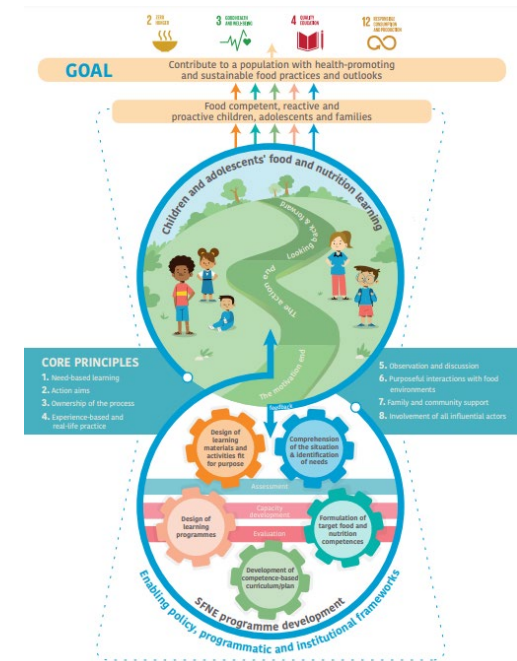 2 ZERO
HUNGER
3 GOOD HEALTH
AND WELL-BEING
4 QUALITY
EDUCATION
12 RESPONSIBLE
CONSUMPTION
AND PRODUCTION
GOAL
Contribute to a population with health-promoting
and sustainable food practices and outlooks
Food competent, reactive and
proactive children, adolescents and families
Children and adolescents' food and nutrition learning
Looking back & forward
The action pod
The motivation pod
CORE PRINCIPLES
1. Need-based learning
2. Action aims
3. Ownership of the process
4. Experience-based and
real-life practice
5. Observation and discussion
6. Purposeful interactions with food
environments
7. Family and community support
8. Involvement of all influential actors
feedback
Design of
learning
materials and
activities fit
for purpose
Comprehension
of the situation
& identification
of needs
Assessment
Capacity
development
Evaluation
Design of
learning
programmes
Formulation of
target food and
nutrition
competences
Development of
competence-based
curriculum/plan
SFNE programme development
Enabling policy, programmatic and institutional frameworks